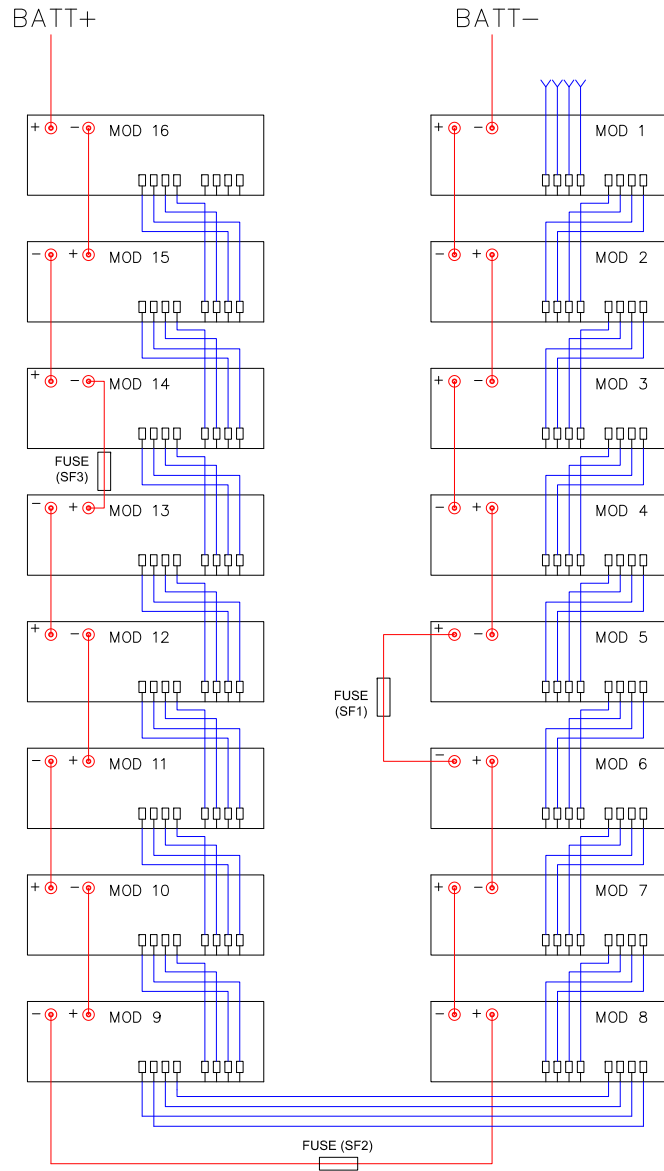 BATT+ BATT-
+ - MOD 16
+ - MOD 1
- + MOD 15
- + MOD 2
+ - MOD 14
+ - MOD 3
FUSE
(SF3)
- + MOD 13
- + MOD 4
+ - MOD 12
+ - MOD 5
FUSE
(SF1)
- + MOD 11
- + MOD 6
+ - MOD 10
+ - MOD 7
- + MOD 9
- + MOD 8
FUSE (SF2)